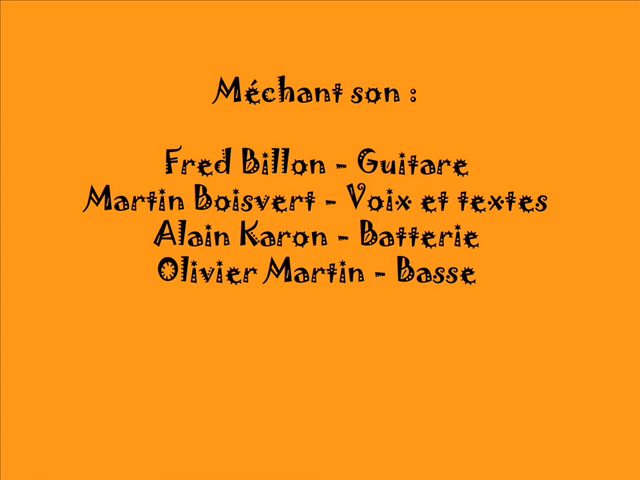 Méchant son :
Fred Billon - Guitare
Martin Boisvert - Voix et textes
Alain Karon - Batterie
Olivier Martin - Basse